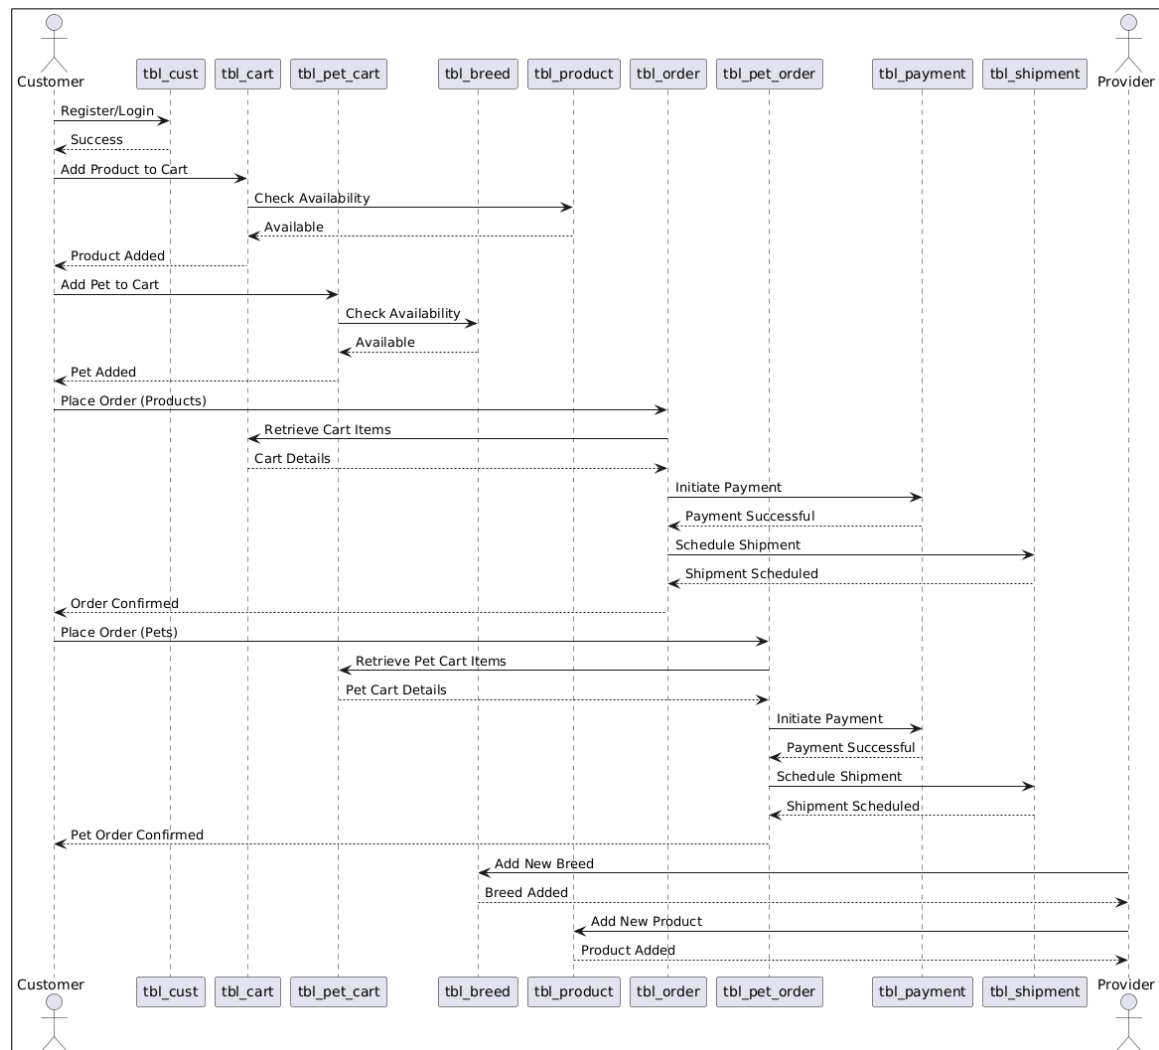 Customer
tbl_cust
tbl_cart
tbl_pet_cart
tbl_breed
tbl_product
tbl_order
tbl_pet_order
tbl_payment
tbl_shipment
Provider
Register/Login
Success
Add Product to Cart
Check Availability
Available
Product Added
Add Pet to Cart
Check Availability
Available
Pet Added
Place Order (Products)
Retrieve Cart Items
Cart Details
Initiate Payment
Payment Successful
Schedule Shipment
Shipment Scheduled
Order Confirmed
Place Order (Pets)
Retrieve Pet Cart Items
Pet Cart Details
Initiate Payment
Payment Successful
Schedule Shipment
Shipment Scheduled
Pet Order Confirmed
Add New Breed
Breed Added
Add New Product
Product Added
Customer
tbl_cust
tbl_cart
tbl_pet_cart
tbl_breed
tbl_product
tbl_order
tbl_pet_order
tbl_payment
tbl_shipment
Provider